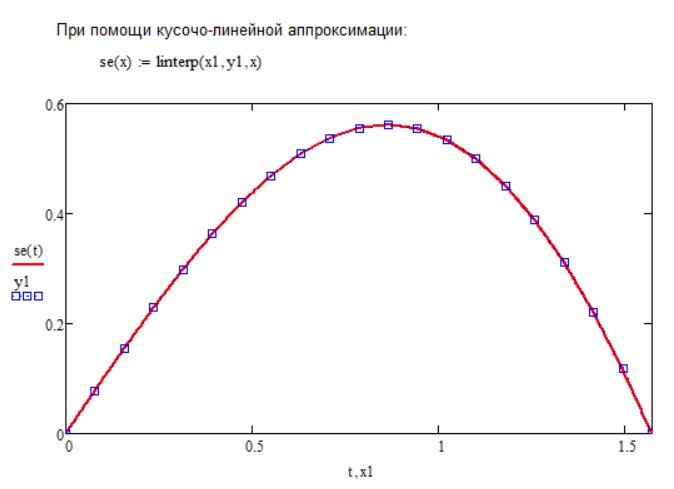 При помощи кусочо-линейной аппроксимации:
se(x) := linterp(x1,y1,x)
0.6
0.4
se(t)
y1
0.2
0
0
0.5
1
1.5
t,x1